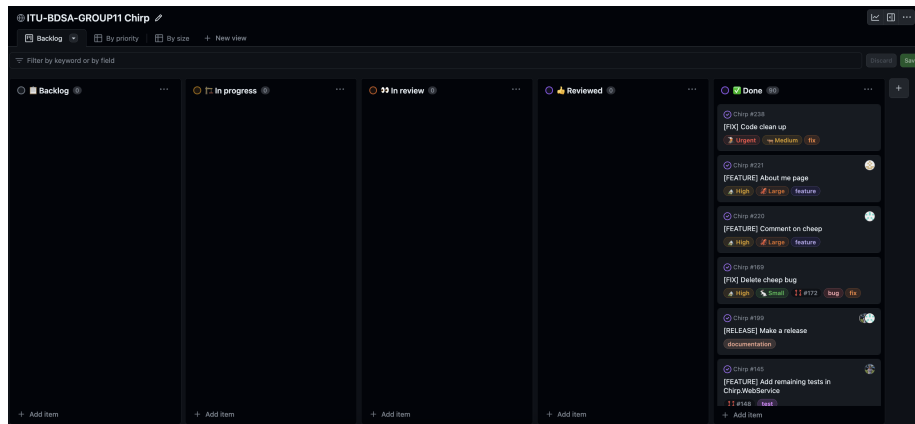 ITU-BDSA-GROUP11 Chirp
Backlog
By priority
By size
+ New view
Filter by keyword or by field
Discard
Sav
Backlog 0
In progress 0
In review 0
Reviewed 0
Done 90
Chirp #238
[FIX] Code clean up
Urgent Medium fix
Chirp #221
[FEATURE] About me page
High Large feature
Chirp #220
[FEATURE] Comment on cheep
High Large feature
Chirp #169
[FIX] Delete cheep bug
High Small #172 bug fix
Chirp #199
[RELEASE] Make a release
documentation
Chirp #145
[FEATURE] Add remaining tests in
Chirp.WebService
#148 test
+ Add item
+ Add item
+ Add item
+ Add item
+ Add item